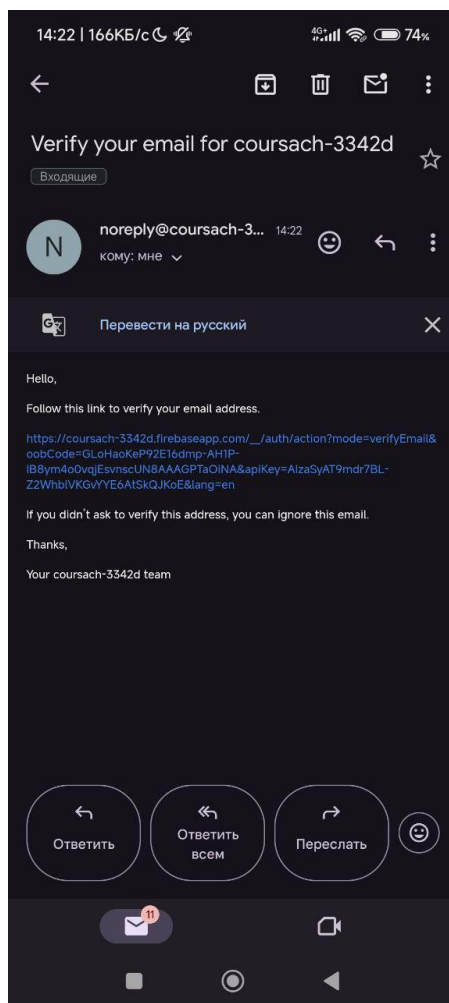 14:22 | 166КБ/с 4G+ 74%
Verify your email for coursach-3342d
Входящие
N
noreply@coursach-3... 14:22
кому: мне
Перевести на русский
Hello,
Follow this link to verify your email address.
https://coursach-3342d.firebaseapp.com/__/auth/action?mode=verifyEmail&
oobCode=GLoHaoKeP92E16dmp-AH1P-
IB8ym4o0vqjEsvnscUN8AAAGPTaOiNA&apiKey=AIzaSyAT9mdr7BL-
Z2WhblVKGvYYE6AtSkQJKoE&lang=en
If you didn't ask to verify this address, you can ignore this email.
Thanks,
Your coursach-3342d team
Ответить
Ответить
всем
Переслать
11